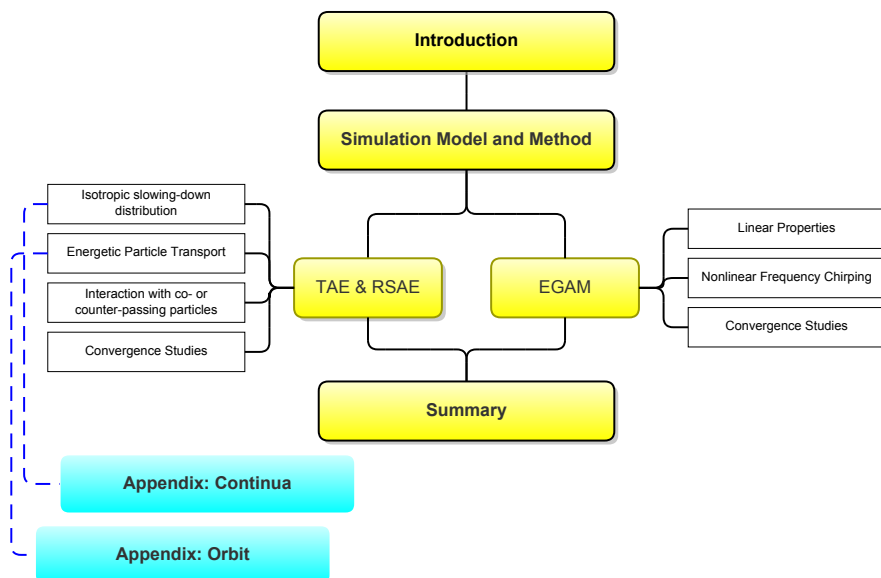 Introduction
Simulation Model and Method
Isotropic slowing-down
distribution
Energetic Particle Transport
Interaction with co- or
counter-passing particles
Convergence Studies
TAE & RSAE
EGAM
Linear Properties
Nonlinear Frequency Chirping
Convergence Studies
Summary
Appendix: Continua
Appendix: Orbit